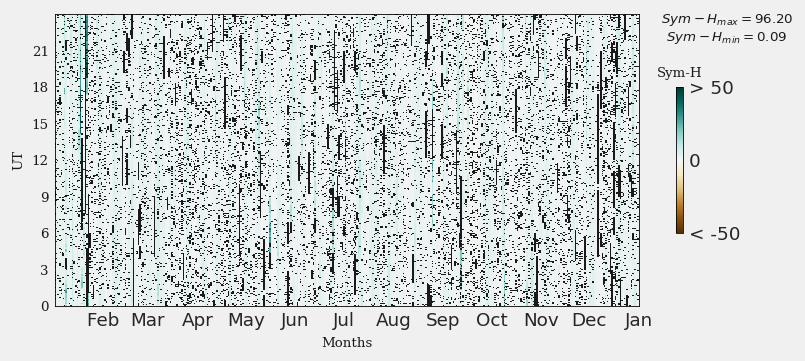 Sym−H_max = 96.20
Sym−H_min = 0.09
Sym-H
> 50
0
< -50
21
18
15
12
9
6
3
0
UT
Feb Mar Apr May Jun Jul Aug Sep Oct Nov Dec Jan
Months